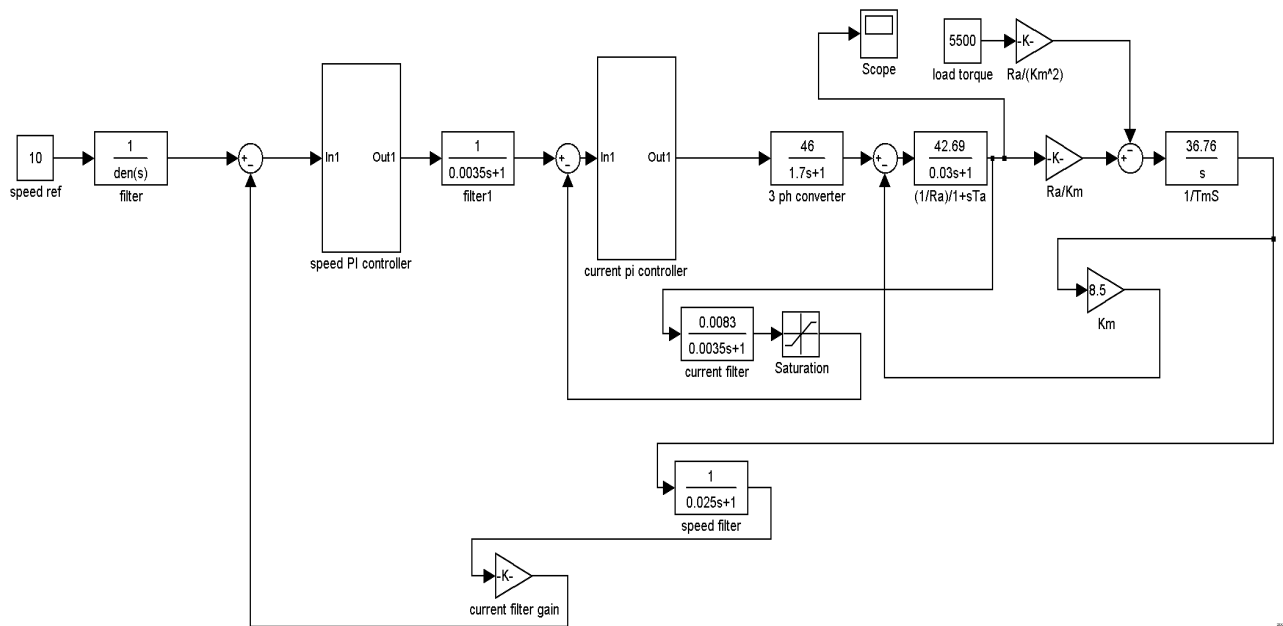 5500
load torque
-K-
Ra/(Km^2)
Scope
10
speed ref
1
den(s)
filter
+
−
In1
Out1
speed PI controller
1
0.0035s+1
filter1
+
−
In1
Out1
current pi controller
46
1.7s+1
3 ph converter
+
−
42.69
0.03s+1
(1/Ra)/1+sTa
-K-
Ra/Km
−
+
36.76
s
1/TmS
8.5
Km
0.0083
0.0035s+1
current filter
Saturation
1
0.025s+1
speed filter
-K-
current filter gain